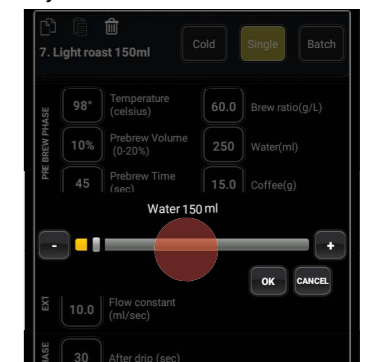 7. Light roast 150ml
Cold
Single
Batch
PRE BREW PHASE
98°
Temperature
(celsius)
60.0
Brew ratio(g/L)
10%
Prebrew Volume
(0-20%)
250
Water(ml)
45
Prebrew Time
(sec)
15.0
Coffee(g)
Water 150 ml
-
+
OK
CANCEL
EXT
10.0
Flow constant
(ml/sec)
HASE
30
After drip (sec)